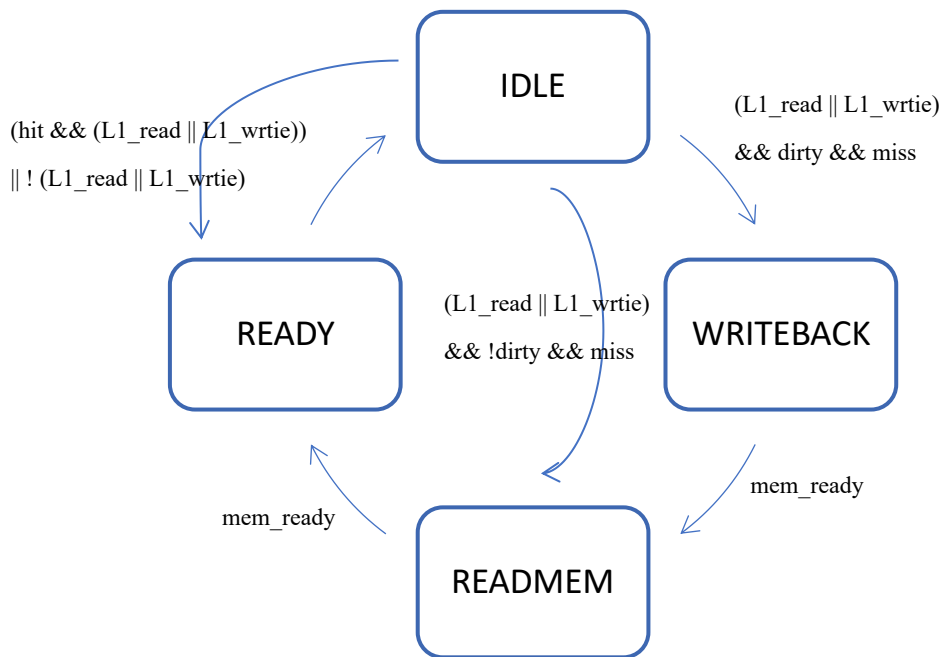 IDLE
(hit && (L1_read || L1_wrtie))
|| ! (L1_read || L1_wrtie)
(L1_read || L1_wrtie)
&& dirty && miss
READY
(L1_read || L1_wrtie)
&& !dirty && miss
WRITEBACK
mem_ready
mem_ready
READMEM